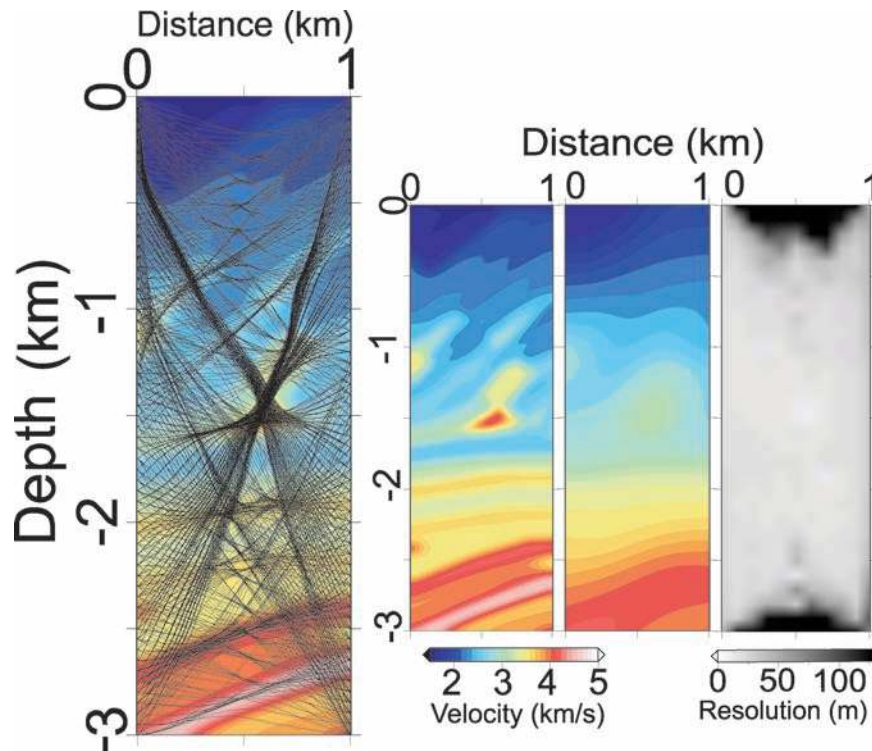 Distance (km)
0 1
0
-1
-2
-3
Depth (km)
Distance (km)
0 1 0 1 0 1
0
-1
-2
-3
2 3 4 5
Velocity (km/s)
0 50 100
Resolution (m)